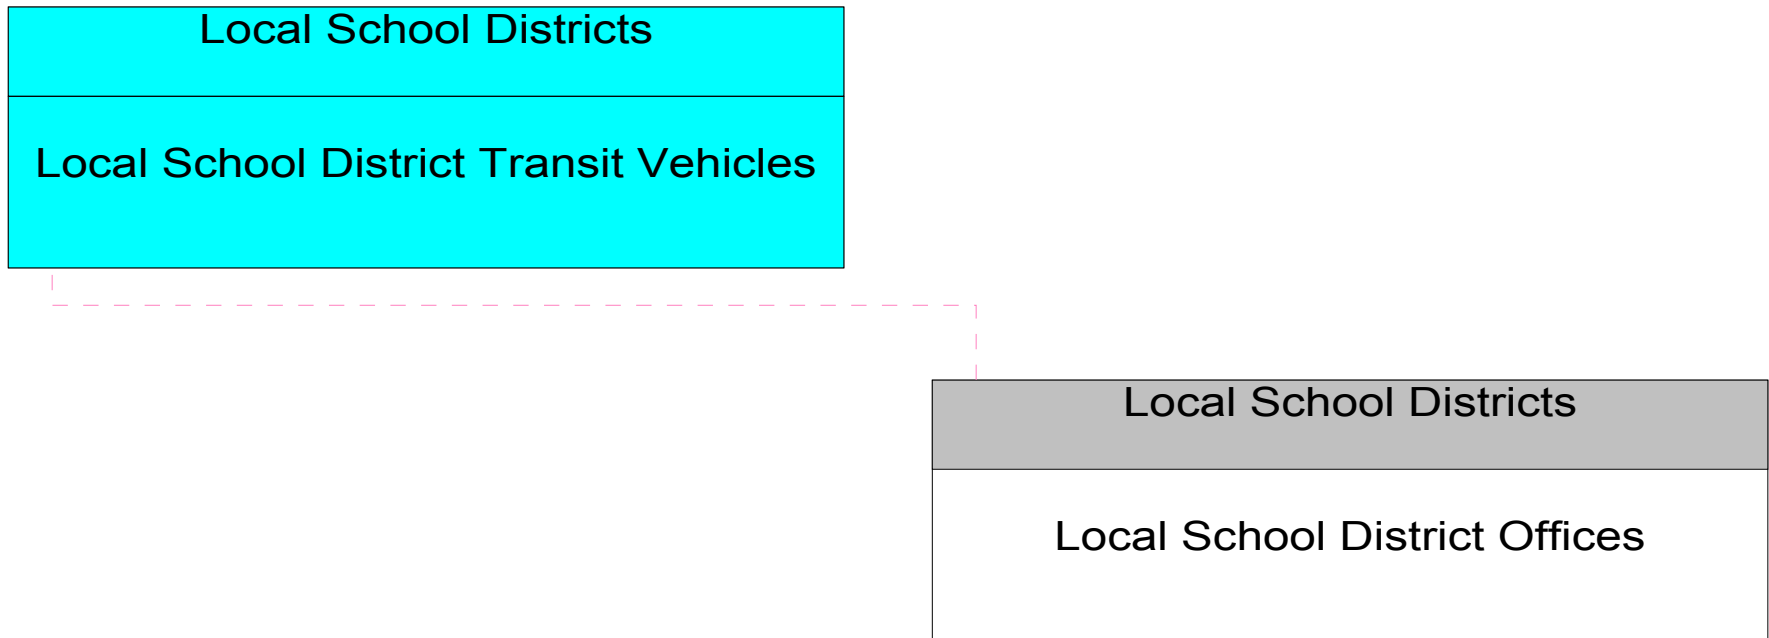 Local School Districts
Local School District Transit Vehicles
Local School Districts
Local School District Offices